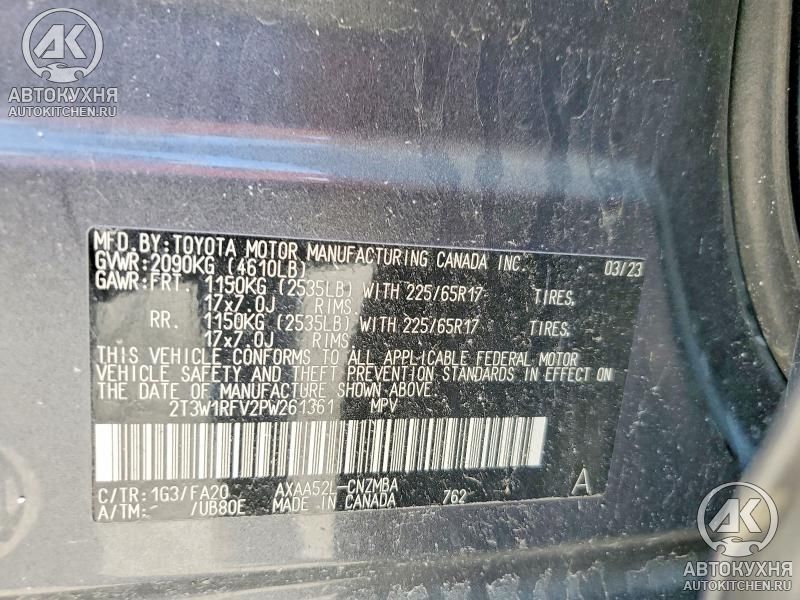 АК
АВТОКУХНЯ
AUTOKITCHEN.RU
MFD. BY: TOYOTA MOTOR MANUFACTURING CANADA INC.
GVWR: 2090KG (4610LB) 03/23
GAWR: FRT. 1150KG (2535LB) WITH 225/65R17 TIRES,
17x7.0J RIMS.
RR. 1150KG (2535LB) WITH 225/65R17 TIRES,
17x7.0J RIMS.
THIS VEHICLE CONFORMS TO ALL APPLICABLE FEDERAL MOTOR
VEHICLE SAFETY AND THEFT PREVENTION STANDARDS IN EFFECT ON
THE DATE OF MANUFACTURE SHOWN ABOVE.
2T3W1RFV2PW261361 MPV
C/TR: 1G3/FA20 AXAA52L-CNZMBA 762 A
A/TM: - /UB80E MADE IN CANADA
АК
АВТОКУХНЯ
AUTOKITCHEN.RU